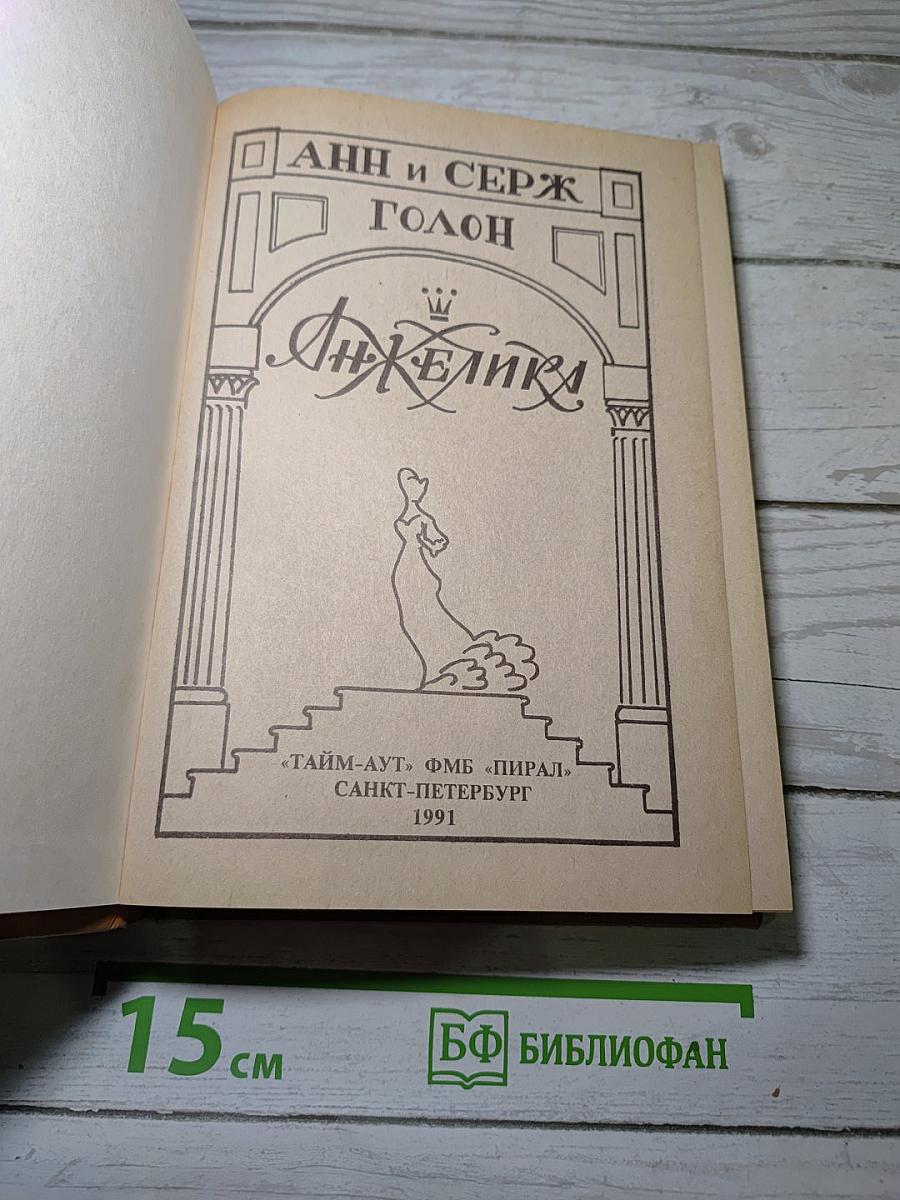 АНН и СЕРЖ
ГОЛОН
АНЖЕЛИКА
«ТАЙМ-АУТ» ФМБ «ПИРАЛ»
САНКТ-ПЕТЕРБУРГ
1991
15 см
БФ БИБЛИОФАН